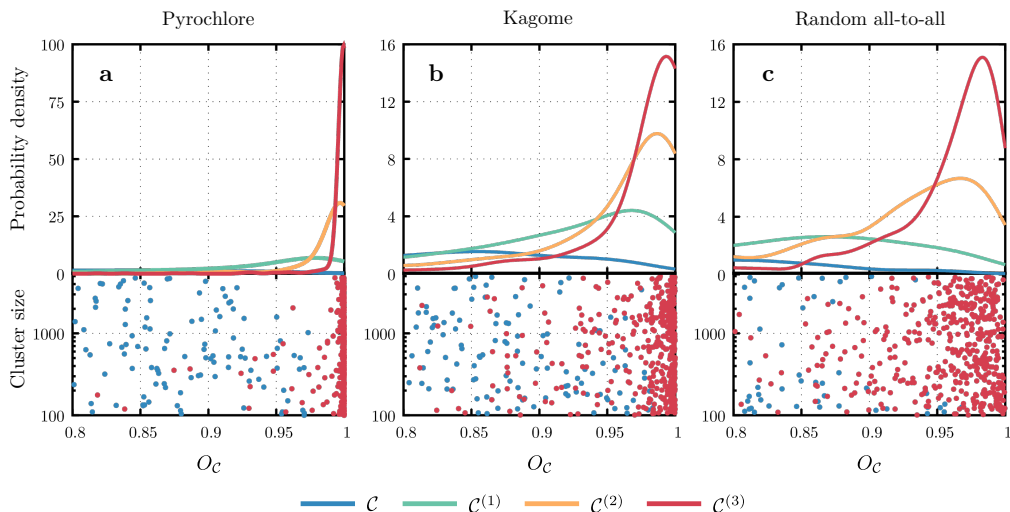 Pyrochlore
Kagome
Random all-to-all
Probability density
100
75
50
25
0
a
16
12
8
4
0
b
16
12
8
4
0
c
Cluster size
1000
100
1000
100
1000
100
0.8 0.85 0.9 0.95 1
0.8 0.85 0.9 0.95 1
0.8 0.85 0.9 0.95 1
O_𝒞
O_𝒞
O_𝒞
𝒞 𝒞⁽¹⁾ 𝒞⁽²⁾ 𝒞⁽³⁾